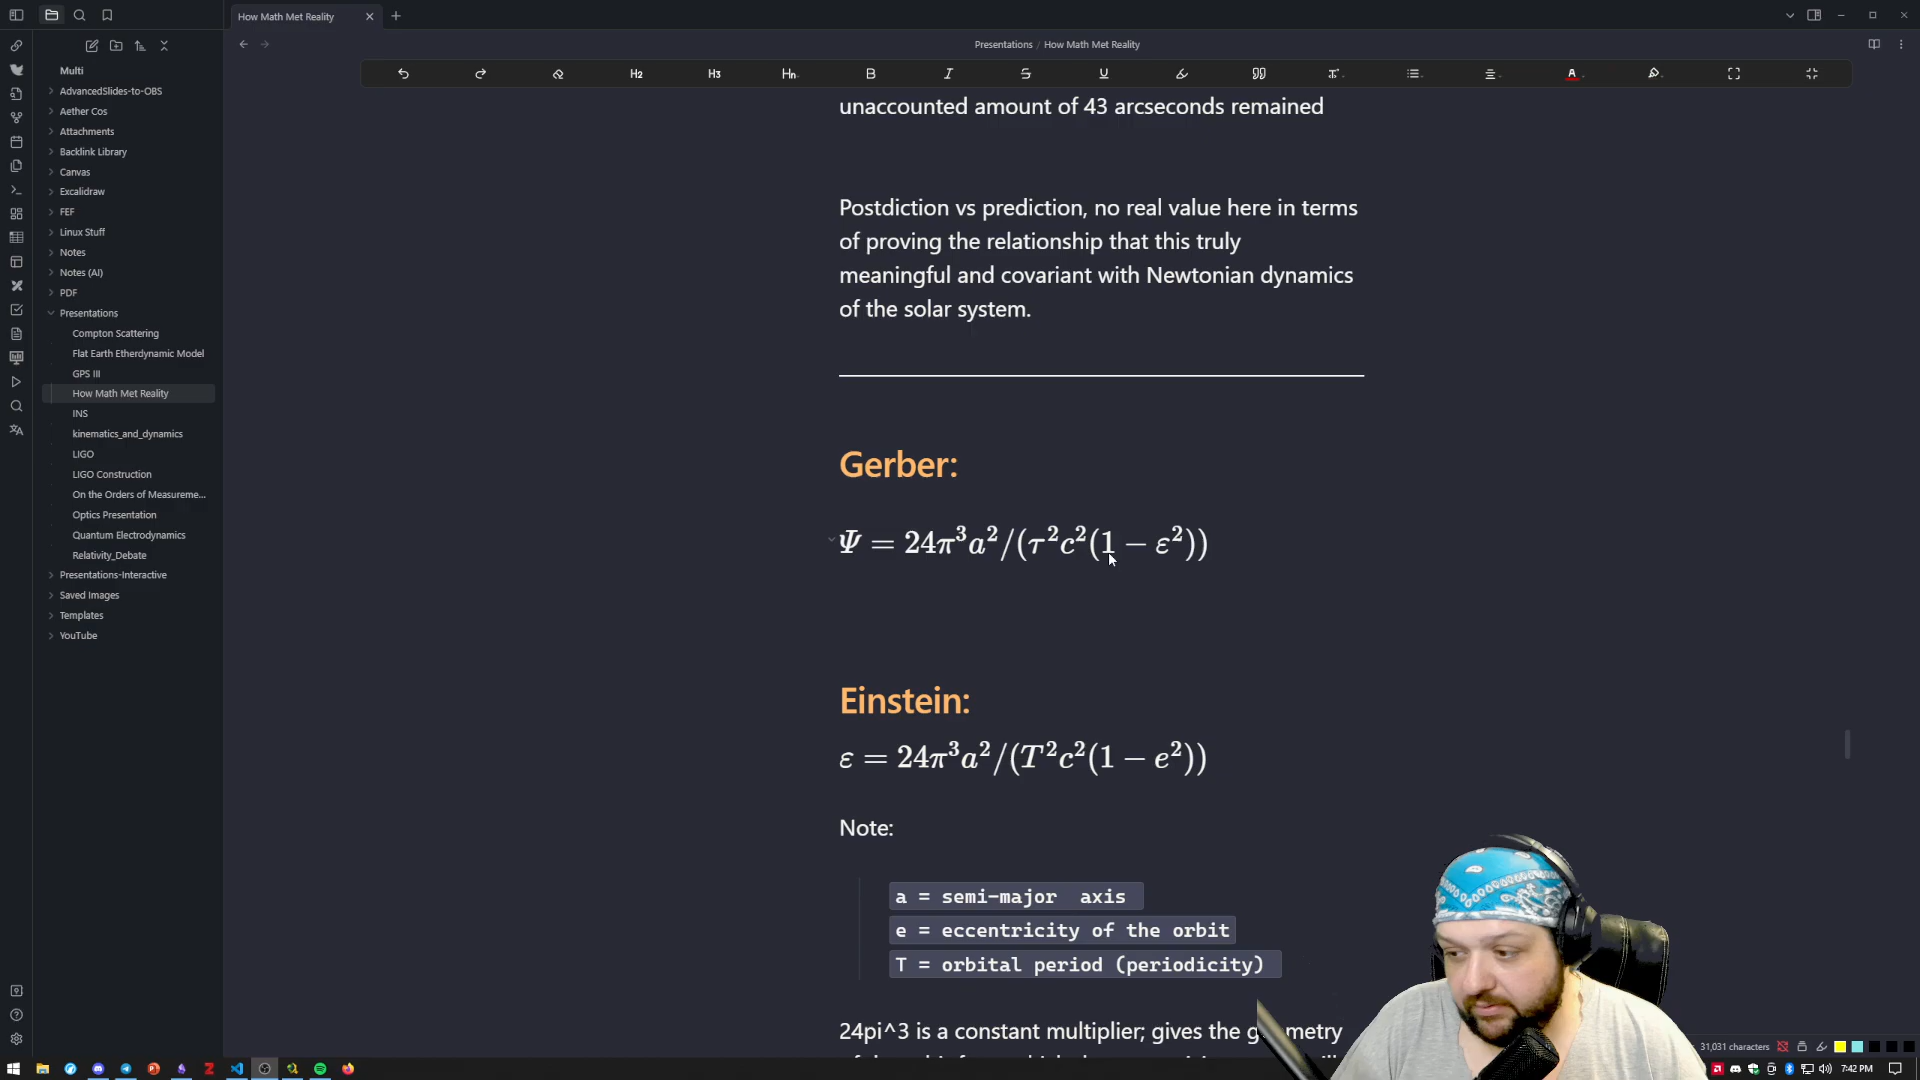 How Math Met Reality
Presentations / How Math Met Reality
H2 H3 Hn B I S U A
Multi
AdvancedSlides-to-OBS
Aether Cos
Attachments
Backlink Library
Canvas
Excalidraw
FEF
Linux Stuff
Notes
Notes (AI)
PDF
Presentations
Compton Scattering
Flat Earth Etherdynamic Model
GPS III
How Math Met Reality
INS
kinematics_and_dynamics
LIGO
LIGO Construction
On the Orders of Measureme...
Optics Presentation
Quantum Electrodynamics
Relativity_Debate
Presentations-Interactive
Saved Images
Templates
YouTube
unaccounted amount of 43 arcseconds remained
Postdiction vs prediction, no real value here in terms
of proving the relationship that this truly
meaningful and covariant with Newtonian dynamics
of the solar system.
Gerber:
Ψ = 24π³a²/(τ²c²(1 − ε²))
Einstein:
ε = 24π³a²/(T²c²(1 − e²))
Note:
a = semi-major axis
e = eccentricity of the orbit
T = orbital period (periodicity)
24pi^3 is a constant multiplier; gives the
31,031 characters
7:42 PM